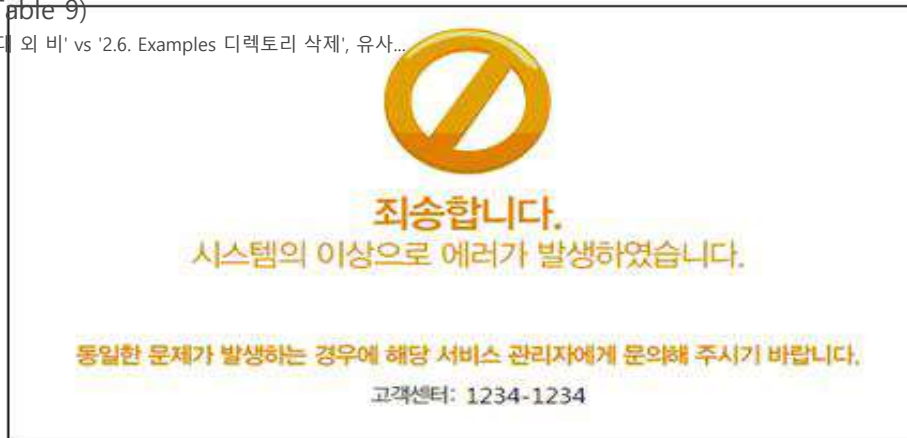 Table 9)
대 외 비' vs '2.6. Examples 디렉토리 삭제', 유사...
죄송합니다.
시스템의 이상으로 에러가 발생하였습니다.
동일한 문제가 발생하는 경우에 해당 서비스 관리자에게 문의해 주시기 바랍니다.
고객센터: 1234-1234